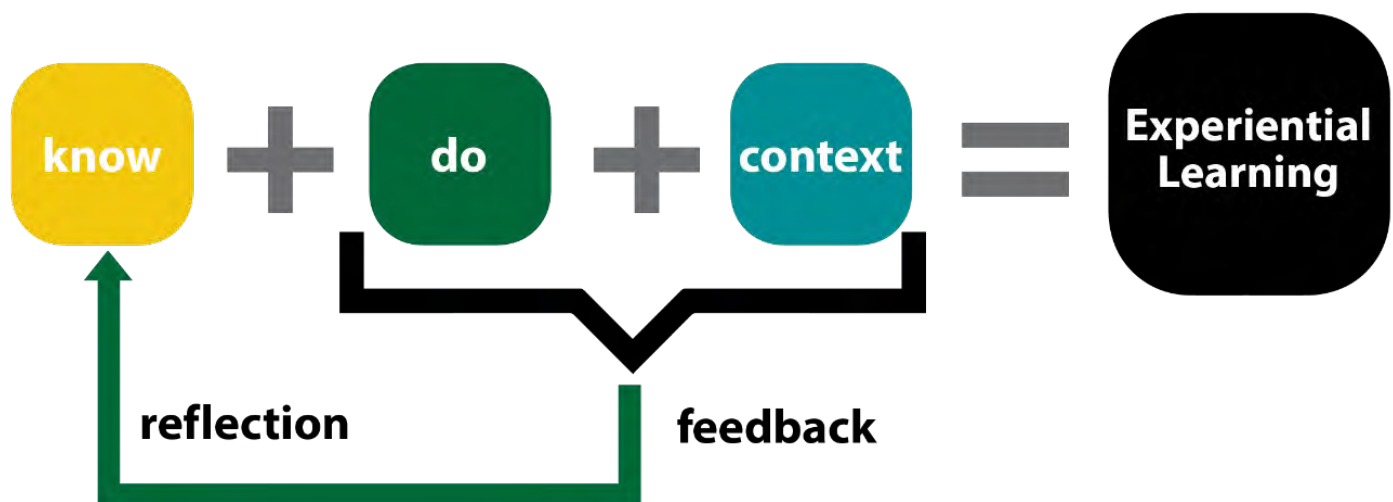 know
do
context
Experiential
Learning
reflection
feedback